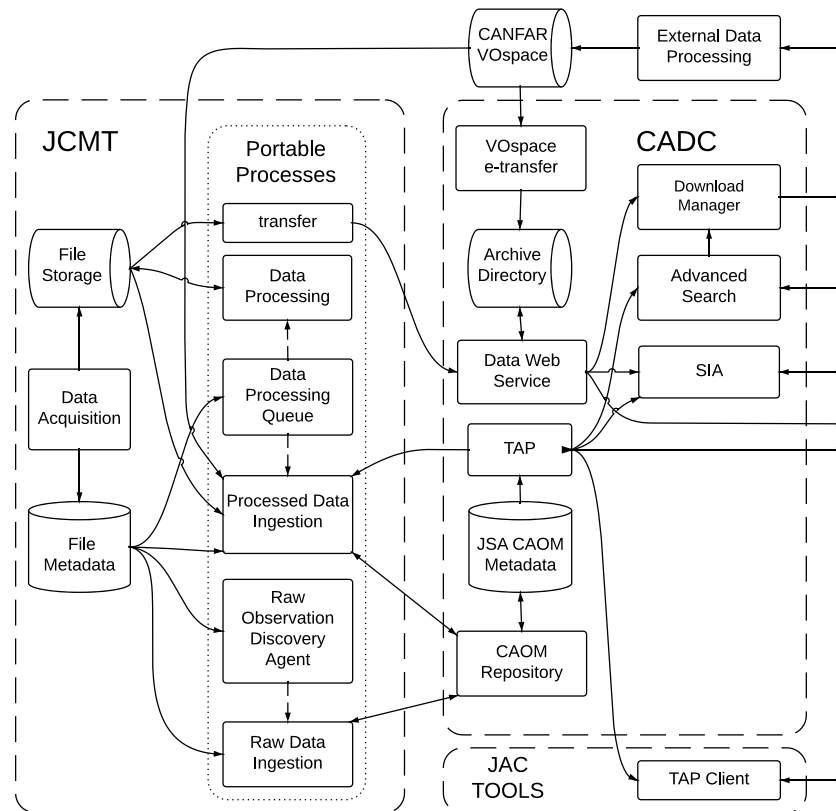 CANFAR
VOspace
External Data
Processing
JCMT
Portable
Processes
transfer
File
Storage
Data
Processing
Data
Acquisition
Data
Processing
Queue
Processed Data
Ingestion
File
Metadata
Raw
Observation
Discovery
Agent
Raw Data
Ingestion
CADC
VOspace
e-transfer
Download
Manager
Archive
Directory
Advanced
Search
Data Web
Service
SIA
TAP
JSA CAOM
Metadata
CAOM
Repository
JAC
TOOLS
TAP Client